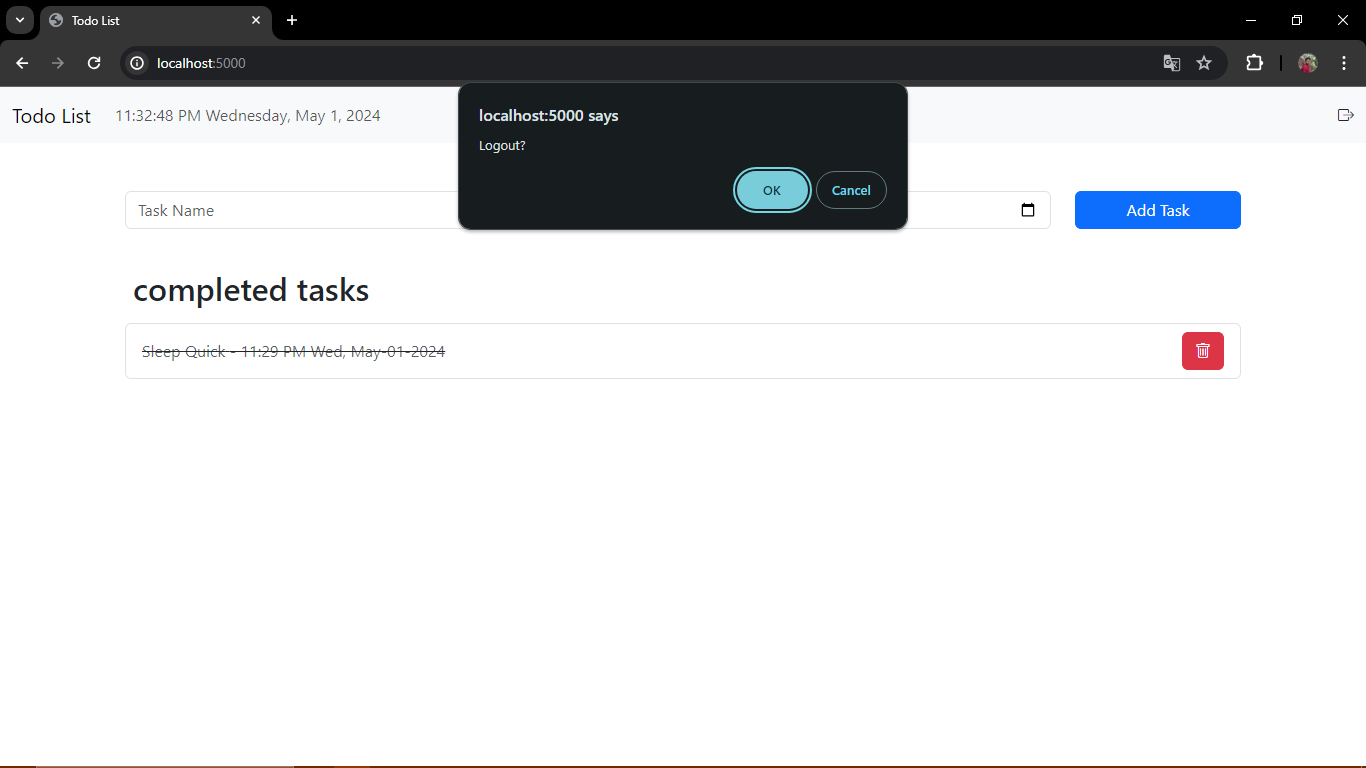 Todo List
localhost:5000
Todo List
11:32:48 PM Wednesday, May 1, 2024
localhost:5000 says
Logout?
OK
Cancel
Task Name
Add Task
completed tasks
Sleep Quick - 11:29 PM Wed, May-01-2024